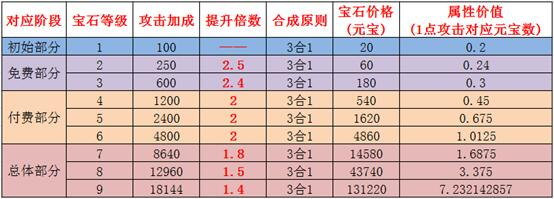 对应阶段 宝石等级 攻击加成 提升倍数 合成原则 宝石价格(元宝) 属性价值(1点攻击对应元宝数)
初始部分 1 100 —— 3合1 20 0.2
免费部分 2 250 2.5 3合1 60 0.24
3 600 2.4 3合1 180 0.3
付费部分 4 1200 2 3合1 540 0.45
5 2400 2 3合1 1620 0.675
6 4800 2 3合1 4860 1.0125
总体部分 7 8640 1.8 3合1 14580 1.6875
8 12960 1.5 3合1 43740 3.375
9 18144 1.4 3合1 131220 7.232142857